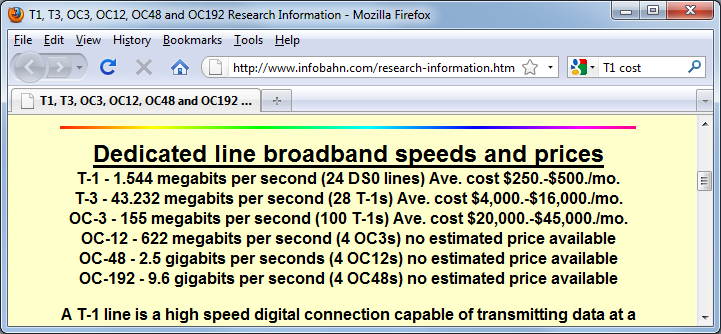 T1, T3, OC3, OC12, OC48 and OC192 Research Information - Mozilla Firefox
File Edit View History Bookmarks Tools Help
http://www.infobahn.com/research-information.htm T1 cost
T1, T3, OC3, OC12, OC48 and OC192 ...
Dedicated line broadband speeds and prices
T-1 - 1.544 megabits per second (24 DS0 lines) Ave. cost $250.-$500./mo.
T-3 - 43.232 megabits per second (28 T-1s) Ave. cost $4,000.-$16,000./mo.
OC-3 - 155 megabits per second (100 T-1s) Ave. cost $20,000.-$45,000./mo.
OC-12 - 622 megabits per second (4 OC3s) no estimated price available
OC-48 - 2.5 gigabits per seconds (4 OC12s) no estimated price available
OC-192 - 9.6 gigabits per second (4 OC48s) no estimated price available
A T-1 line is a high speed digital connection capable of transmitting data at a